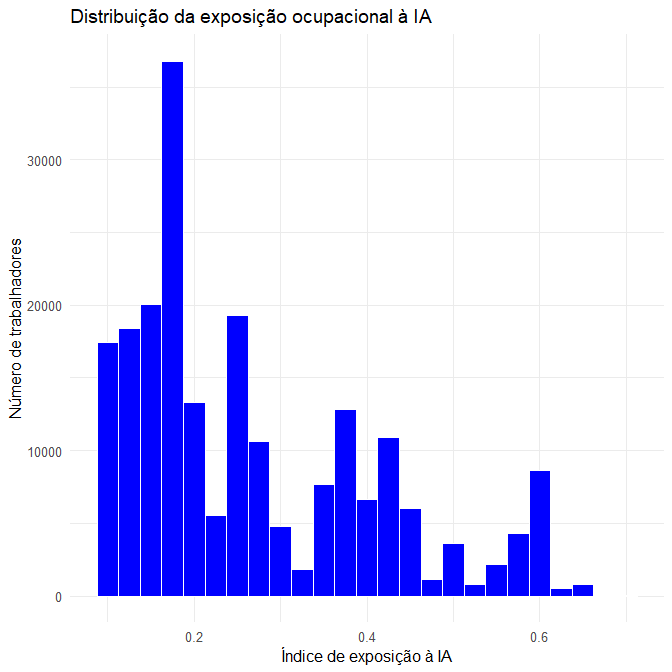 Distribuição da exposição ocupacional à IA
Número de trabalhadores
30000
20000
10000
0
0.2
0.4
0.6
Índice de exposição à IA